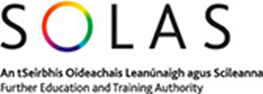 SOLAS
An tSeirbhís Oideachais Leanúnaigh agus Scileanna
Further Education and Training Authority